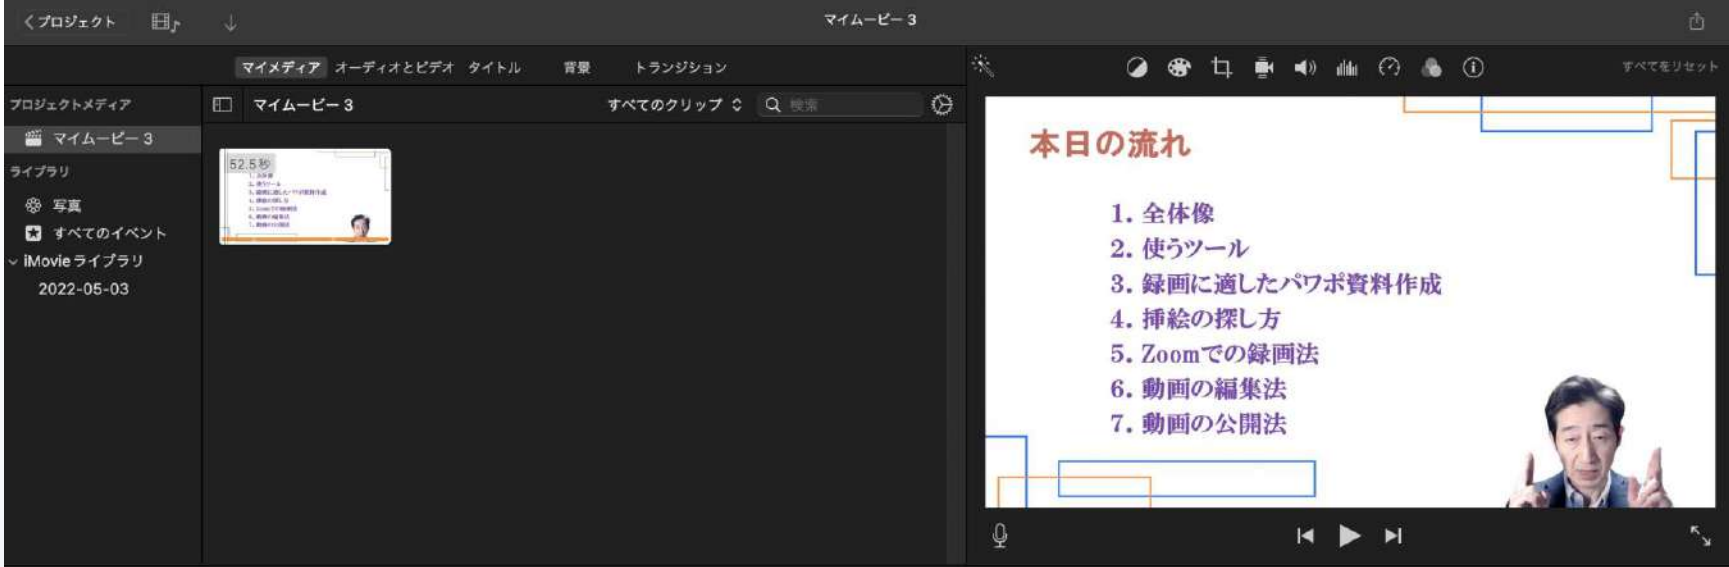 プロジェクト
マイムービー 3
マイメディア オーディオとビデオ タイトル 背景 トランジション
すべてをリセット
プロジェクトメディア
マイムービー 3
ライブラリ
写真
すべてのイベント
iMovieライブラリ
2022-05-03
マイムービー 3
すべてのクリップ
検索
52.5秒
本日の流れ
1. 全体像
2. 使うツール
3. 録画に適したパワポ資料作成
4. 挿絵の探し方
5. Zoomでの録画法
6. 動画の編集法
7. 動画の公開法